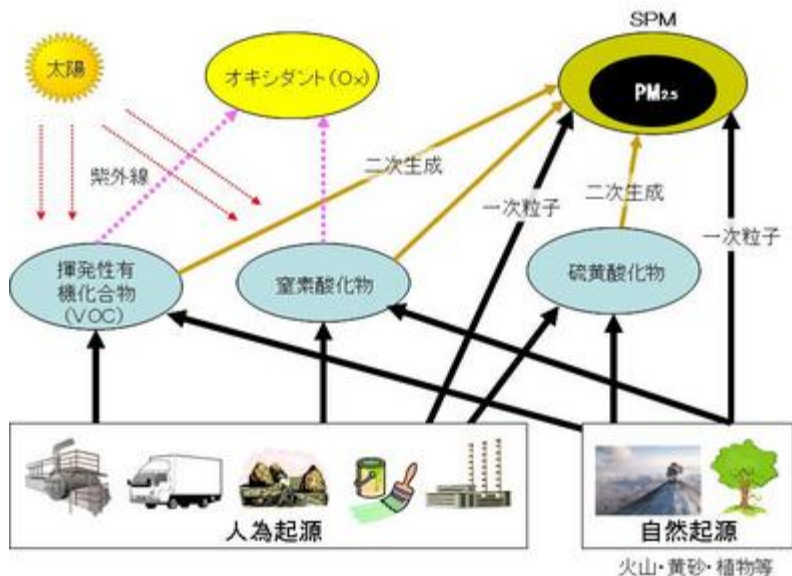 SPM
太陽
オキシダント(Ox)
PM2.5
紫外線
二次生成
一次粒子
二次生成
一次粒子
揮発性有
機化合物
(VOC)
窒素酸化物
硫黄酸化物
人為起源
自然起源
火山・黄砂・植物等